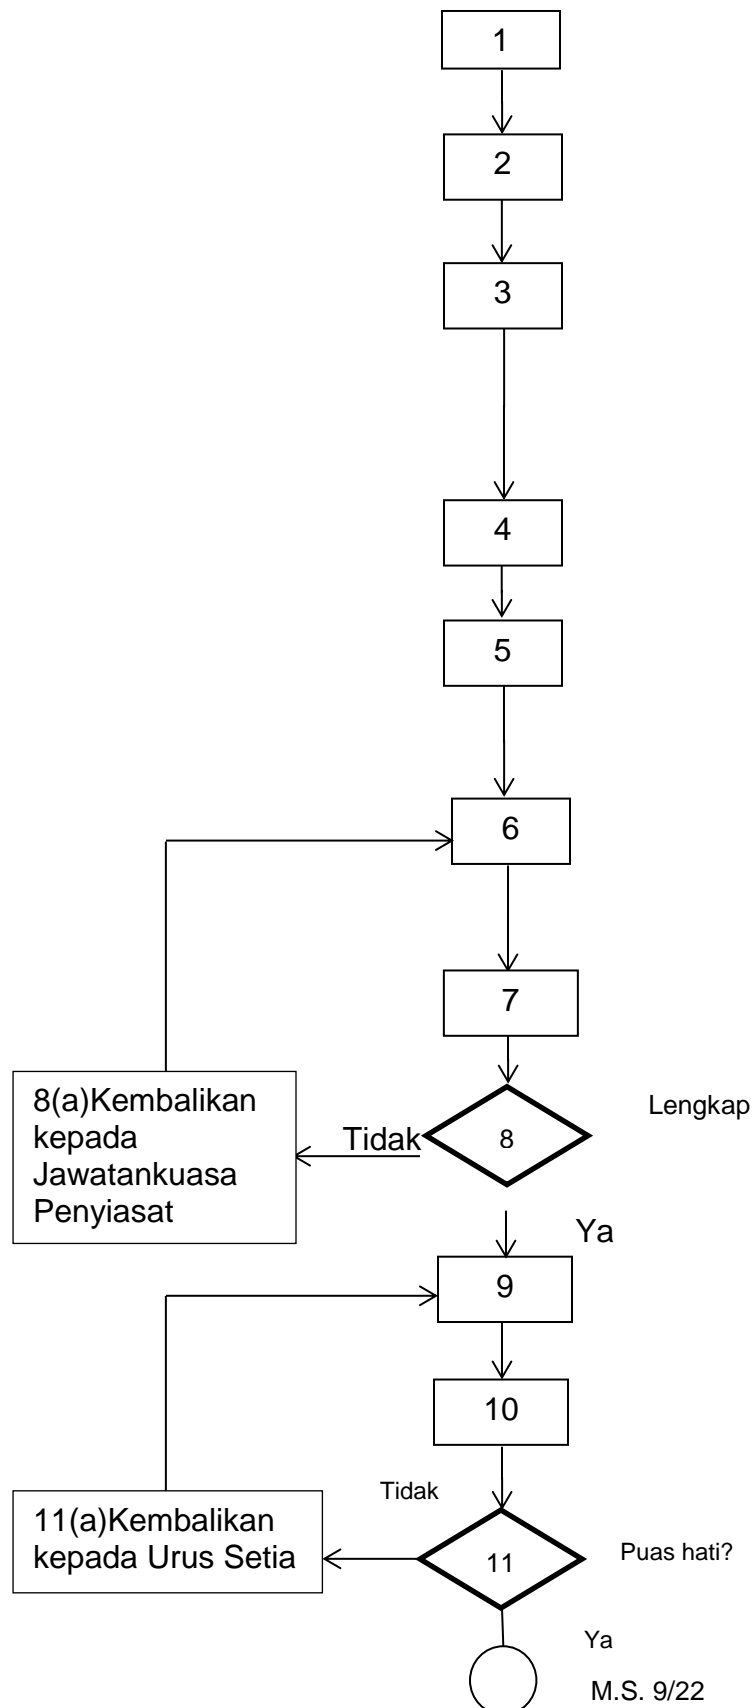 1
2
3
4
5
6
7
8(a)Kembalikan
kepada
Jawatankuasa
Penyiasat
Tidak
8
Lengkap
Ya
9
10
Tidak
11(a)Kembalikan
kepada Urus Setia
11
Puas hati?
Ya
M.S. 9/22